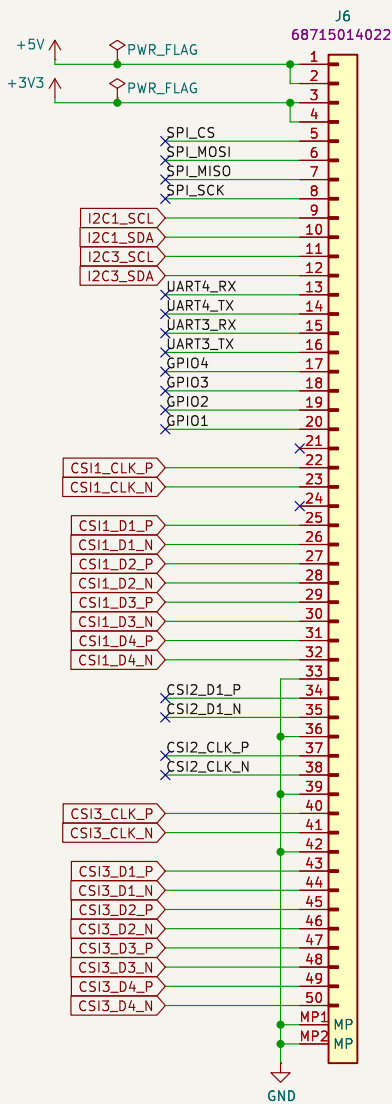 J6
68715014022
+5V
PWR_FLAG
1
2
+3V3
PWR_FLAG
3
4
SPI_CS 5
SPI_MOSI 6
SPI_MISO 7
SPI_SCK 8
I2C1_SCL 9
I2C1_SDA 10
I2C3_SCL 11
I2C3_SDA 12
UART4_RX 13
UART4_TX 14
UART3_RX 15
UART3_TX 16
GPIO4 17
GPIO3 18
GPIO2 19
GPIO1 20
21
CSI1_CLK_P 22
CSI1_CLK_N 23
24
CSI1_D1_P 25
CSI1_D1_N 26
CSI1_D2_P 27
CSI1_D2_N 28
CSI1_D3_P 29
CSI1_D3_N 30
CSI1_D4_P 31
CSI1_D4_N 32
33
CSI2_D1_P 34
CSI2_D1_N 35
36
CSI2_CLK_P 37
CSI2_CLK_N 38
39
CSI3_CLK_P 40
CSI3_CLK_N 41
42
CSI3_D1_P 43
CSI3_D1_N 44
CSI3_D2_P 45
CSI3_D2_N 46
CSI3_D3_P 47
CSI3_D3_N 48
CSI3_D4_P 49
CSI3_D4_N 50
MP1 MP
MP2 MP
GND